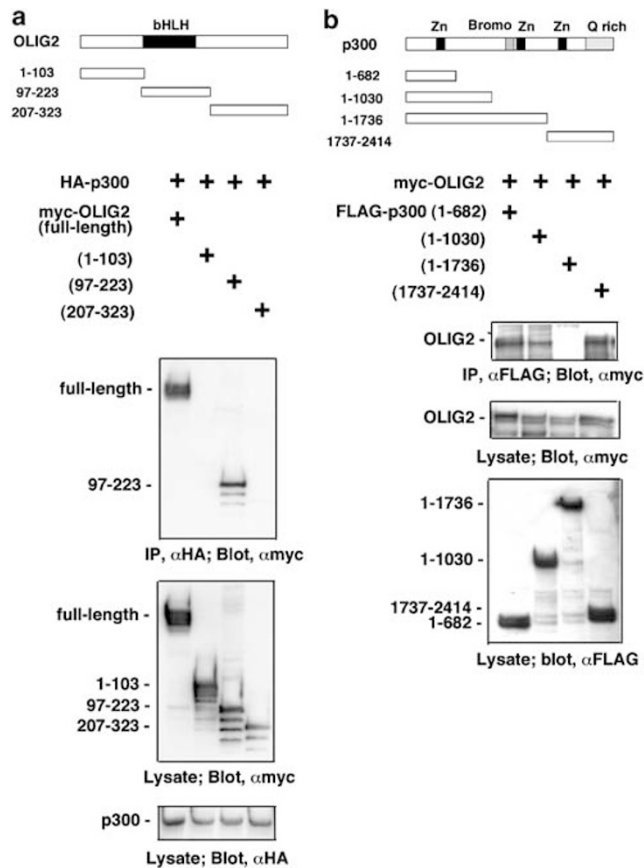 a
bHLH
OLIG2
1-103
97-223
207-323
HA-p300 + + + +
myc-OLIG2 +
(full-length)
(1-103) +
(97-223) +
(207-323) +
full-length -
97-223 -
IP, αHA; Blot, αmyc
full-length -
1-103 -
97-223 -
207-323 -
Lysate; Blot, αmyc
p300 -
Lysate; Blot, αHA
b
Zn Bromo Zn Zn Q rich
p300
1-682
1-1030
1-1736
1737-2414
myc-OLIG2 + + + +
FLAG-p300 (1-682) +
(1-1030) +
(1-1736) +
(1737-2414) +
OLIG2 -
IP, αFLAG; Blot, αmyc
OLIG2 -
Lysate; Blot, αmyc
1-1736 -
1-1030 -
1737-2414 -
1-682 -
Lysate; blot, αFLAG